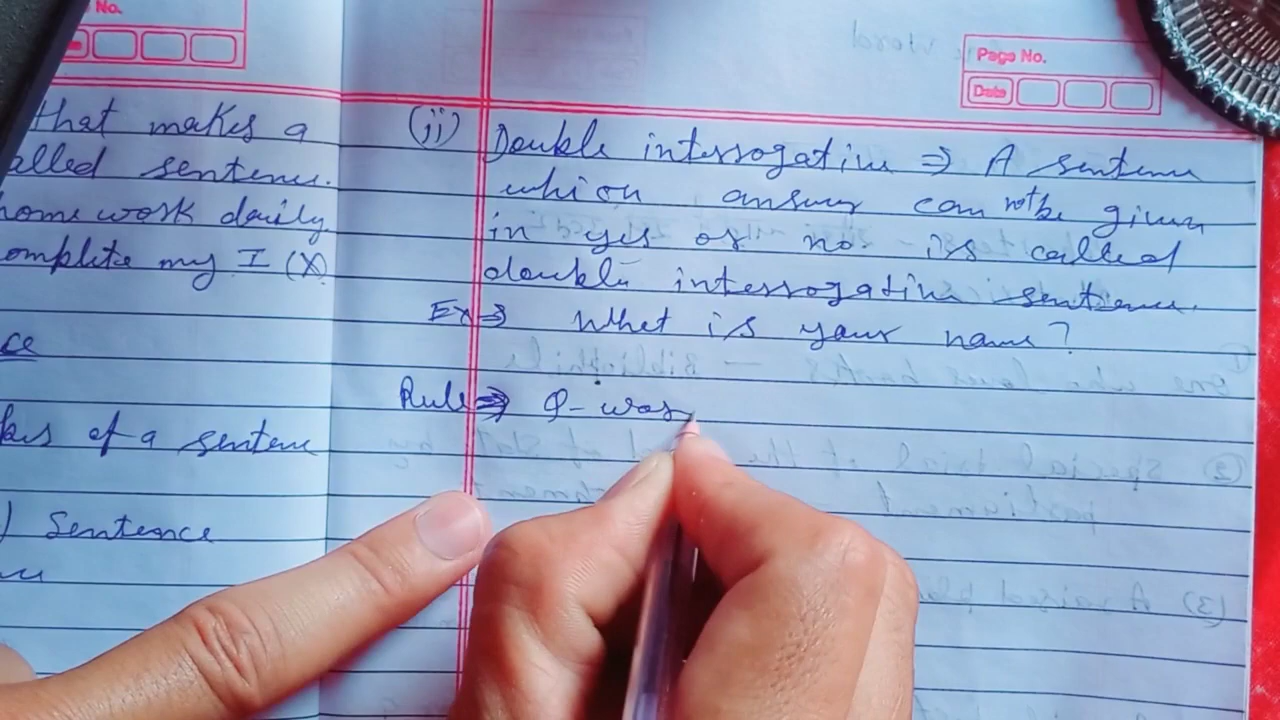 No.
Page No.
Date
that makes a
alled sentence.
home work daily.
omplete my I (X)
ce
of a sentence
) Sentence
(ii) Double interrogative ⇒ A sentence
which answer can not be given
in yes or no. is called
double interrogative sentence.
Ex ⇒ What is your name?
Rule ⇒ Q-wor